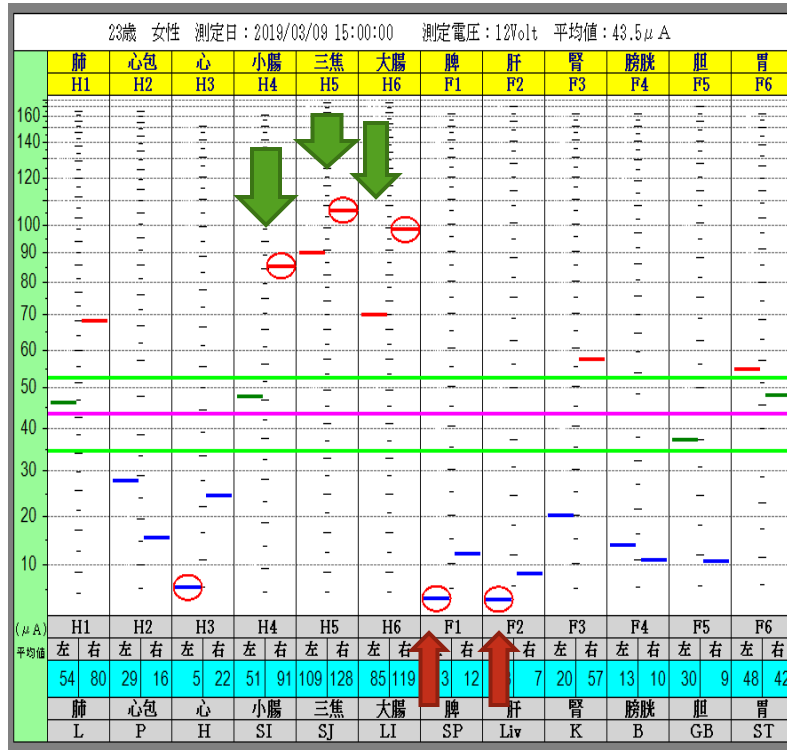 23歳 女性 測定日：2019/03/09 15:00:00 測定電圧：12Volt 平均値：43.5μA
肺 心包 心 小腸 三焦 大腸 脾 肝 腎 膀胱 胆 胃
H1 H2 H3 H4 H5 H6 F1 F2 F3 F4 F5 F6
160
140
120
100
90
80
70
60
50
40
30
20
10
(μA) H1 H2 H3 H4 H5 H6 F1 F2 F3 F4 F5 F6
平均値 左 右 左 右 左 右 左 右 左 右 左 右 右 右 左 右 左 右 左 右 左 右
54 80 29 16 5 22 51 91 109 128 85 119 3 12 7 20 57 13 10 30 9 48 42
肺 心包 心 小腸 三焦 大腸 脾 肝 腎 膀胱 胆 胃
L P H SI SJ LI SP Liv K B GB ST